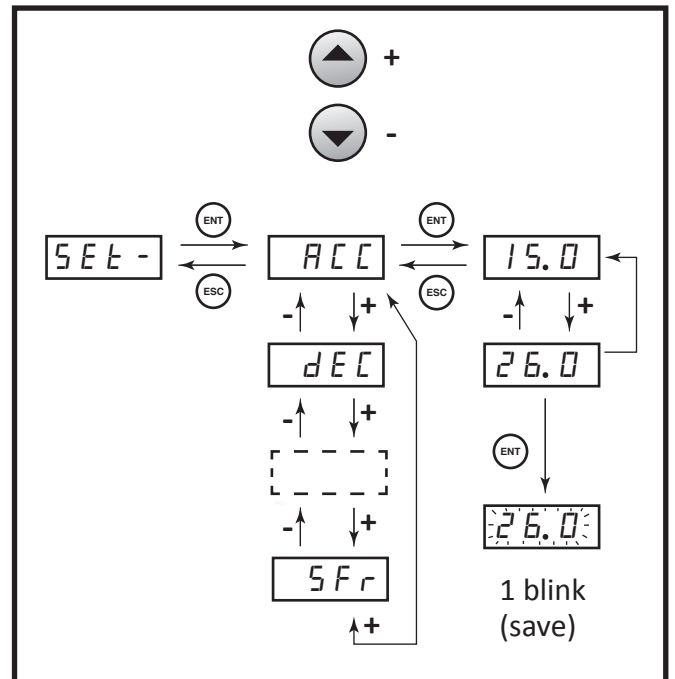 +
-
ENT
ENT
SEt-
ACC
15.0
ESC
ESC
-
+
-
+
dEC
26.0
-
+
ENT
-
+
26.0
SFr
1 blink
(save)
+